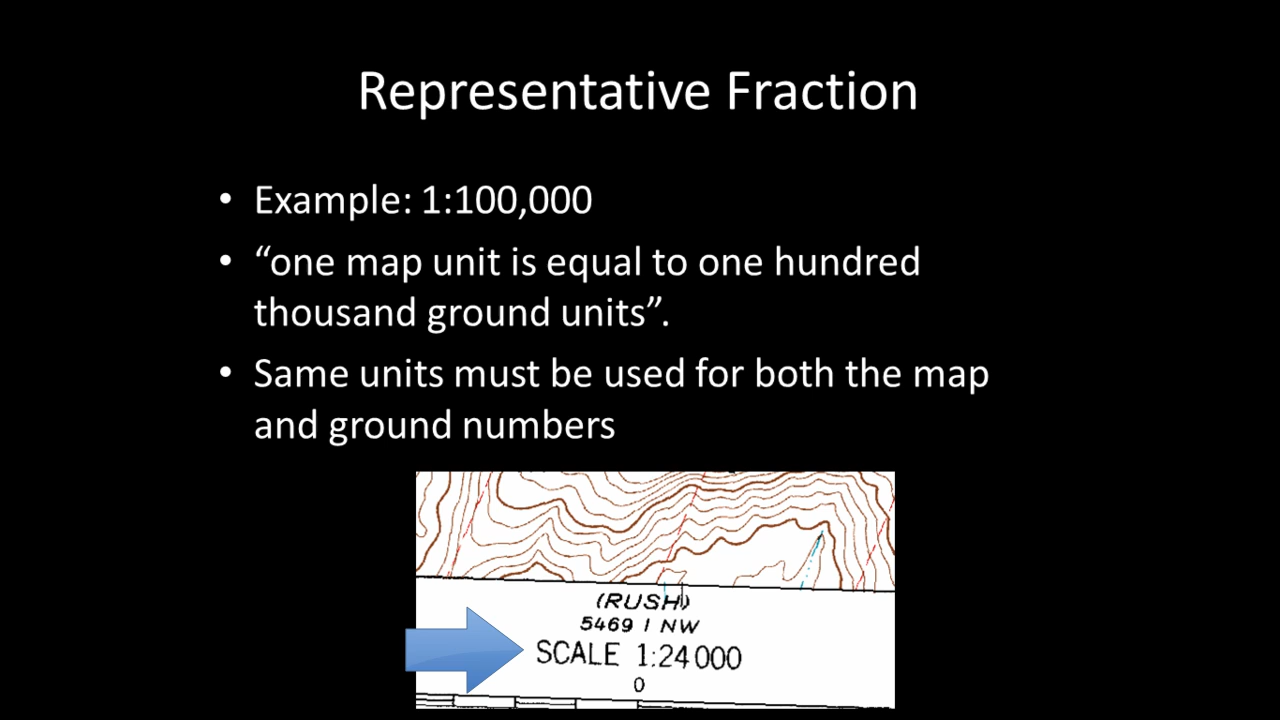 Representative Fraction
• Example: 1:100,000
• “one map unit is equal to one hundred
thousand ground units”.
• Same units must be used for both the map
and ground numbers
(RUSH)
5469 I NW
SCALE 1:24 000
0